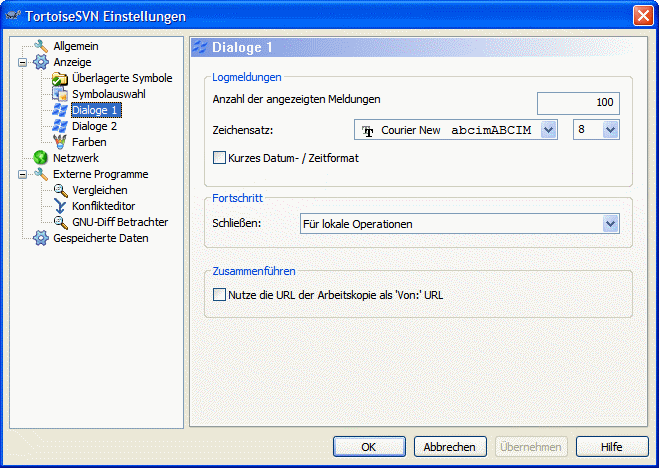 TortoiseSVN Einstellungen
Allgemein
Anzeige
Überlagerte Symbole
Symbolauswahl
Dialoge 1
Dialoge 2
Farben
Netzwerk
Externe Programme
Vergleichen
Konflikteditor
GNU-Diff Betrachter
Gespeicherte Daten
Dialoge 1
Logmeldungen
Anzahl der angezeigten Meldungen 100
Zeichensatz: Courier New abcimABCIM 8
Kurzes Datum- / Zeitformat
Fortschritt
Schließen: Für lokale Operationen
Zusammenführen
Nutze die URL der Arbeitskopie als 'Von:' URL
OK Abbrechen Übernehmen Hilfe